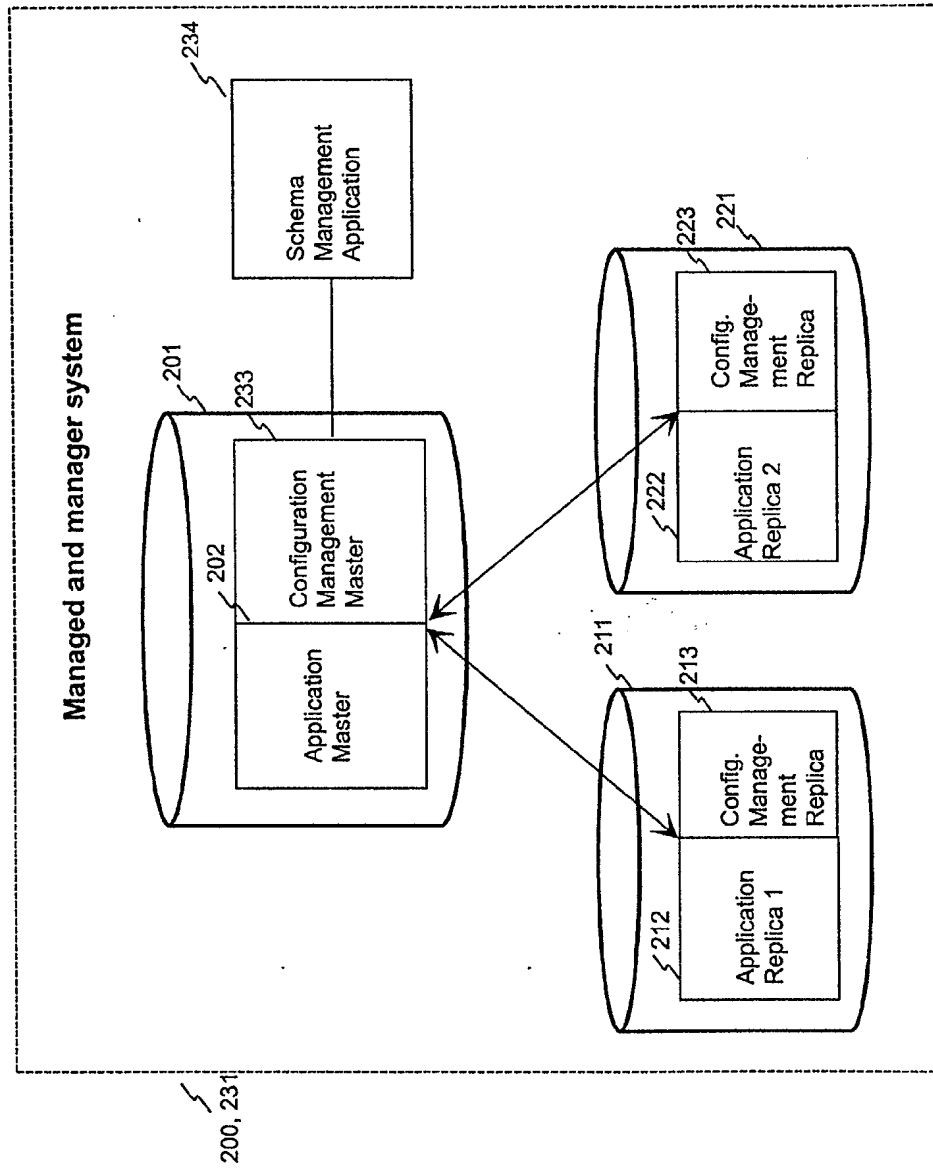 Managed and manager system
200, 231
201
202
233
234
Application
Master
Configuration
Management
Master
Schema
Management
Application
211
212
213
Application
Replica 1
Config.
Manage-
ment
Replica
221
222
223
Application
Replica 2
Config.
Manage-
ment
Replica